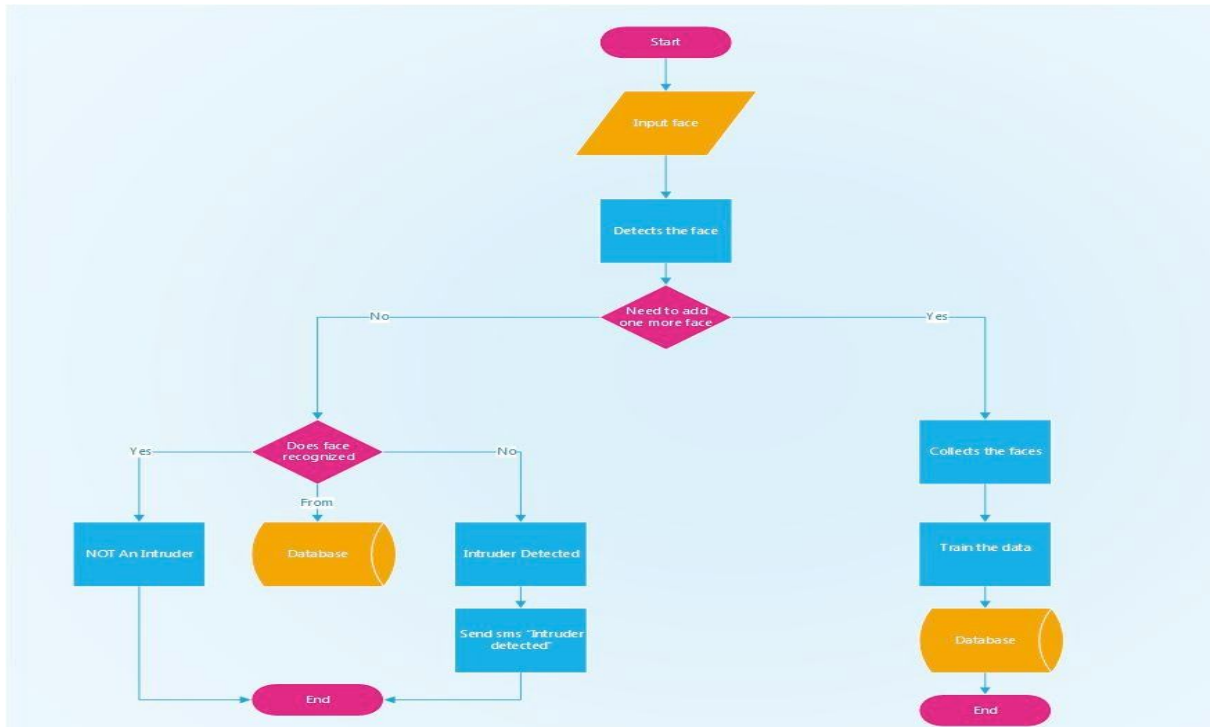 Start
Input face
Detects the face
Need to add
one more face
No
Yes
Does face
recognized
Yes
No
From
Collects the faces
NOT An Intruder
Database
Intruder Detected
Train the data
Send sms "Intruder
detected"
Database
End
End